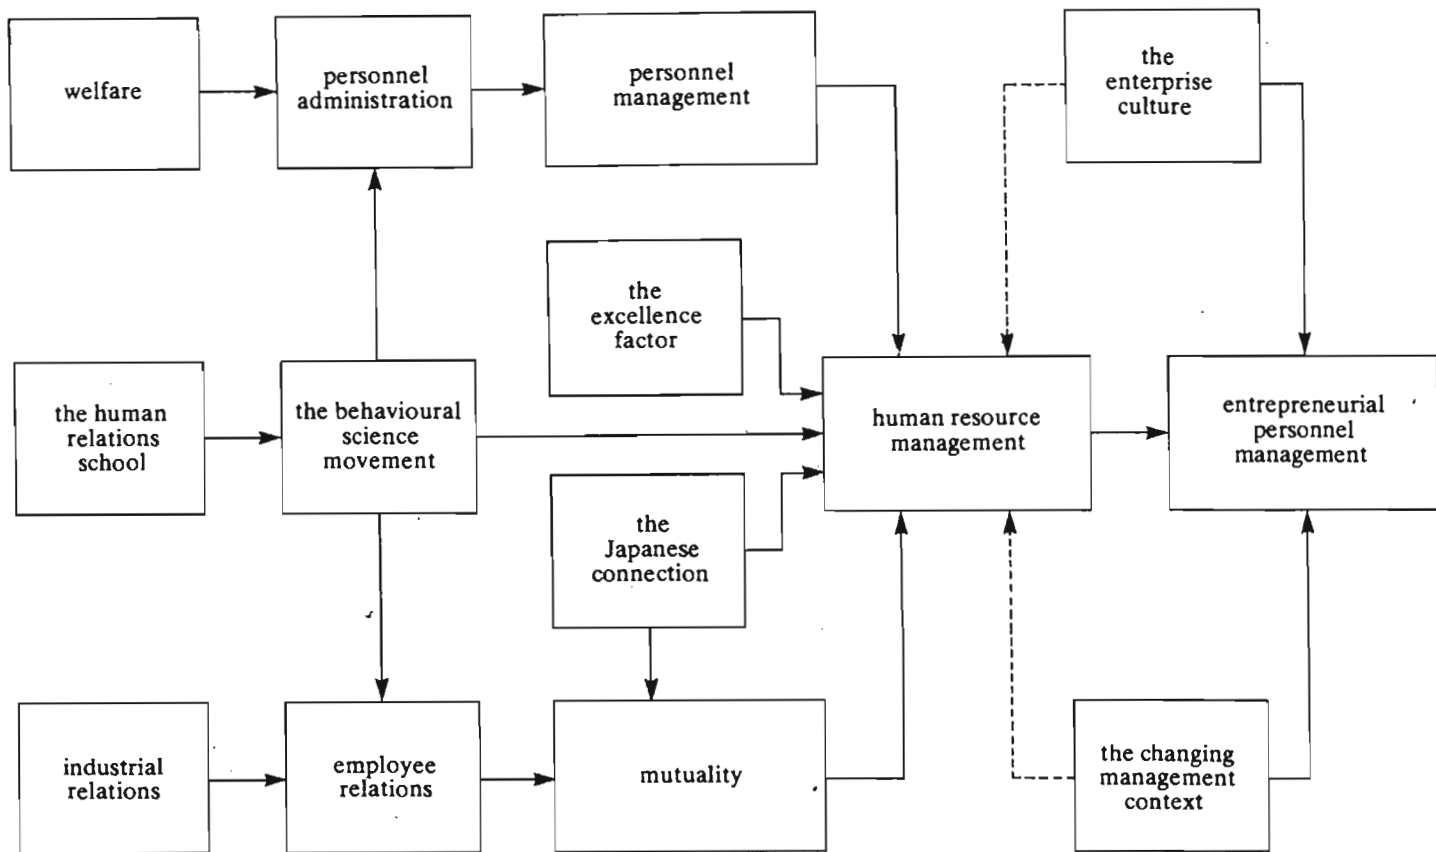 welfare
personnel
administration
personnel
management
the
enterprise
culture
the
excellence
factor
the human
relations
school
the behavioural
science
movement
human resource
management
entrepreneurial
personnel
management
the
Japanese
connection
industrial
relations
employee
relations
mutuality
the changing
management
context